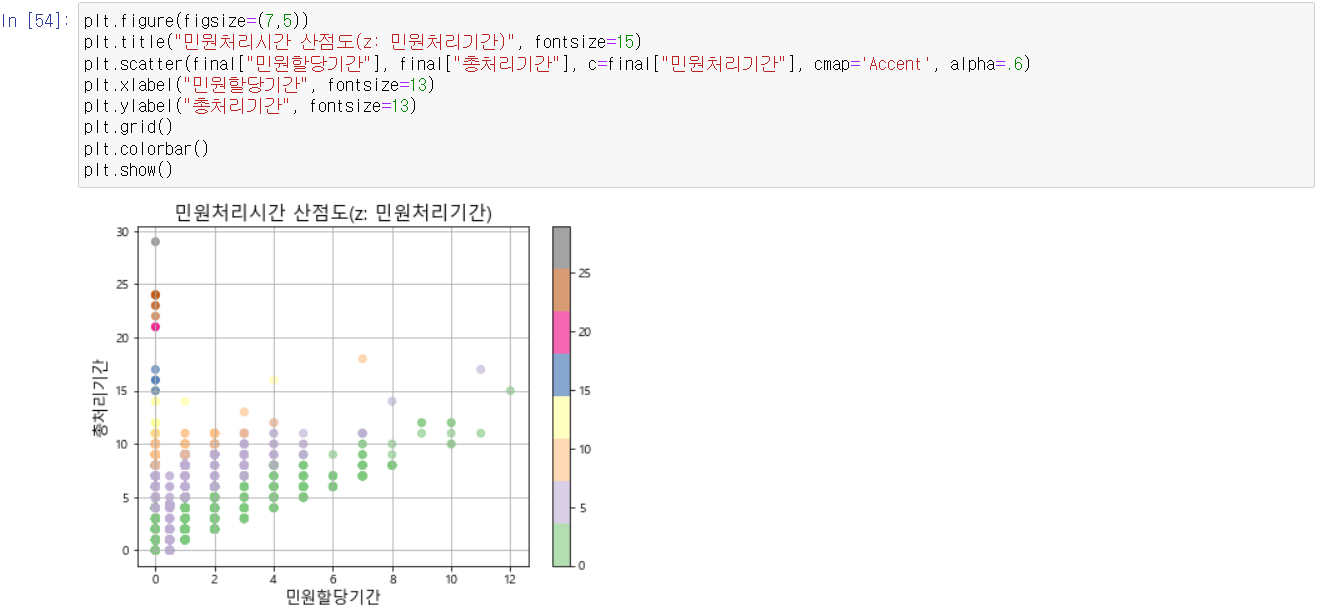 In [54]:
plt.figure(figsize=(7,5))
plt.title("민원처리시간 산점도(z: 민원처리기간)", fontsize=15)
plt.scatter(final["민원할당기간"], final["총처리기간"], c=final["민원처리기간"], cmap='Accent', alpha=.6)
plt.xlabel("민원할당기간", fontsize=13)
plt.ylabel("총처리기간", fontsize=13)
plt.grid()
plt.colorbar()
plt.show()
민원처리시간 산점도(z: 민원처리기간)
총처리기간
30
25
20
15
10
5
0
0 2 4 6 8 10 12
민원할당기간
25
20
15
10
5
0